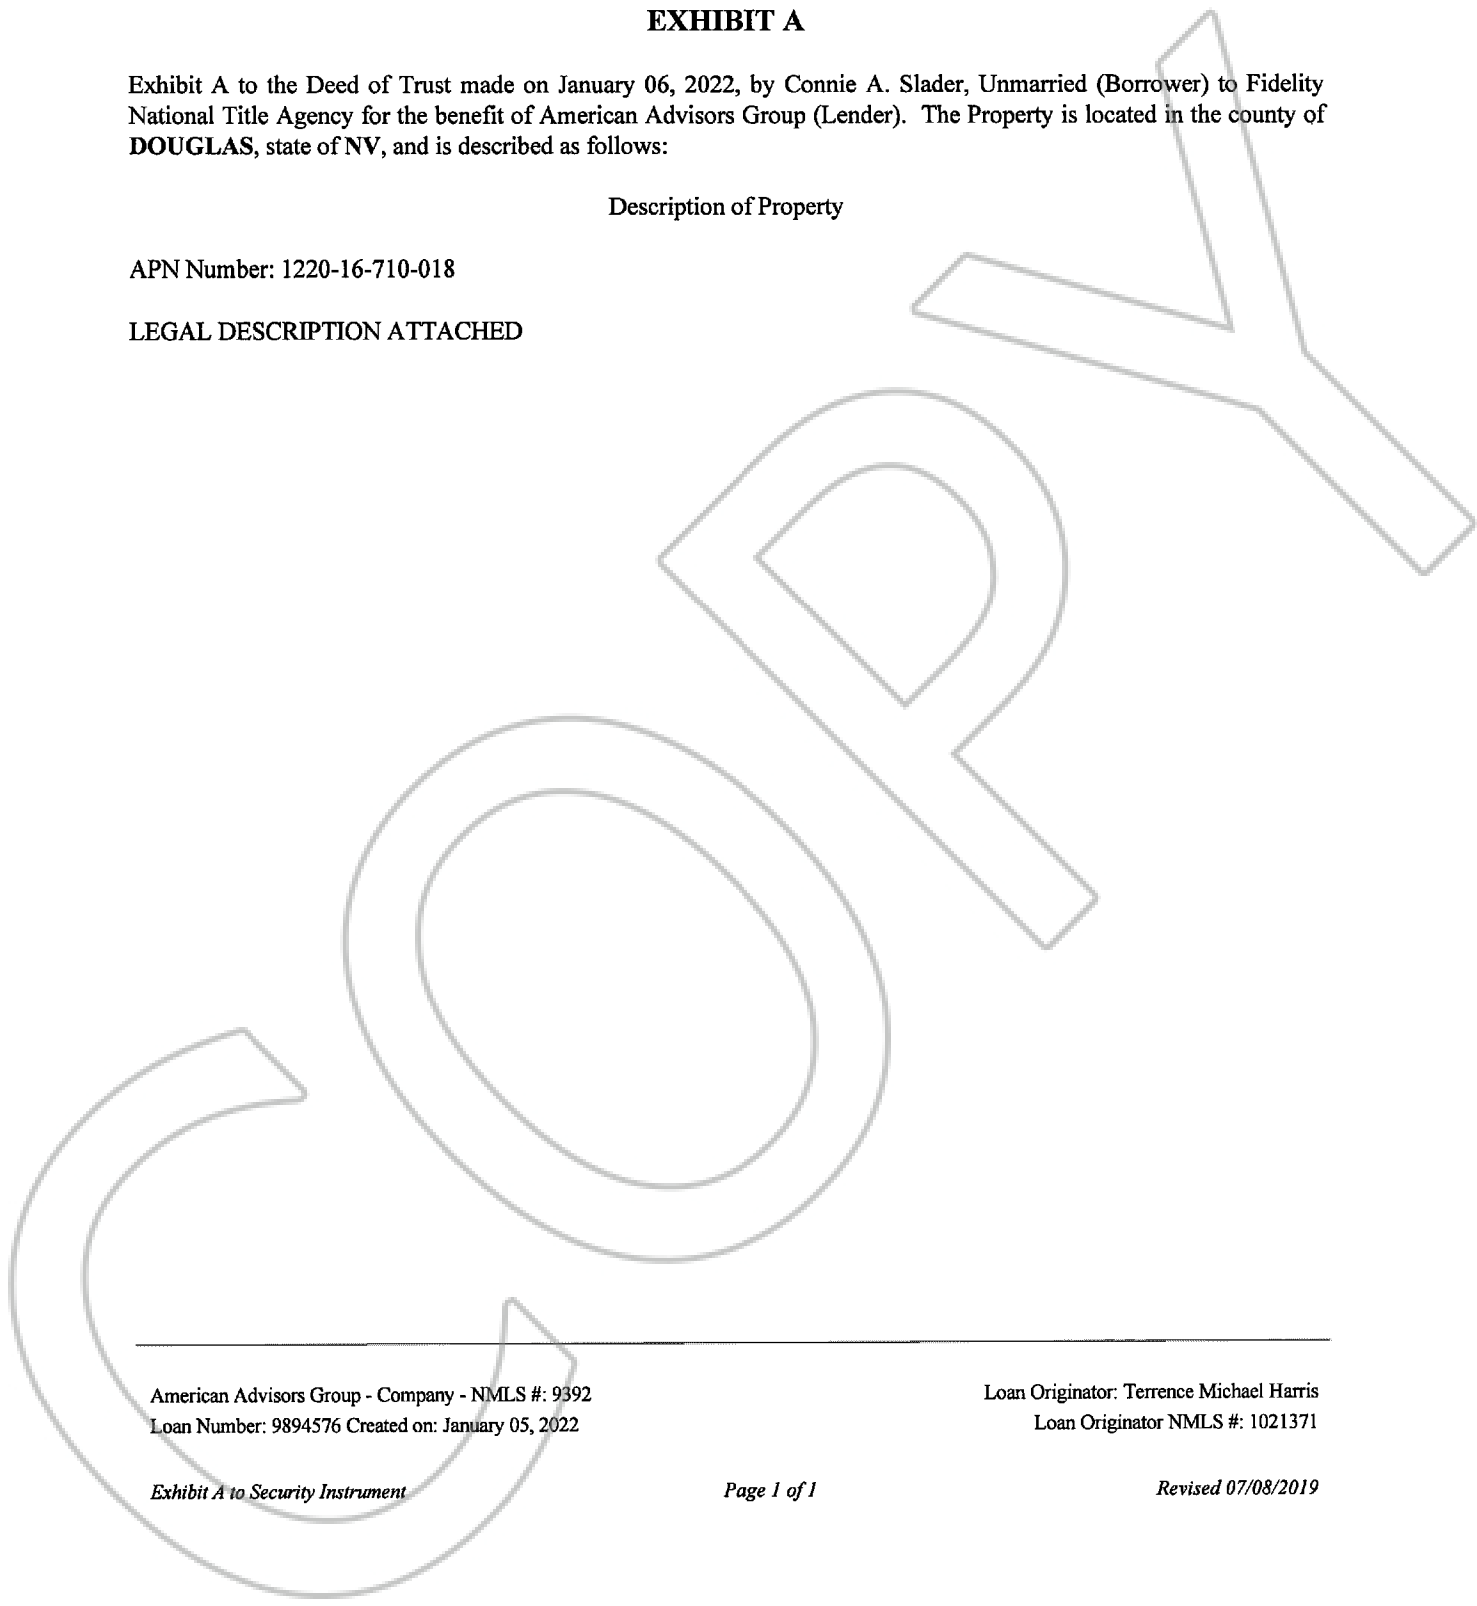 EXHIBIT A
Exhibit A to the Deed of Trust made on January 06, 2022, by Connie A. Slader, Unmarried (Borrower) to Fidelity
National Title Agency for the benefit of American Advisors Group (Lender). The Property is located in the county of
DOUGLAS, state of NV, and is described as follows:
Description of Property
APN Number: 1220-16-710-018
LEGAL DESCRIPTION ATTACHED
COPY
American Advisors Group - Company - NMLS #: 9392
Loan Originator: Terrence Michael Harris
Loan Number: 9894576 Created on: January 05, 2022
Loan Originator NMLS #: 1021371
Exhibit A to Security Instrument
Page 1 of 1
Revised 07/08/2019